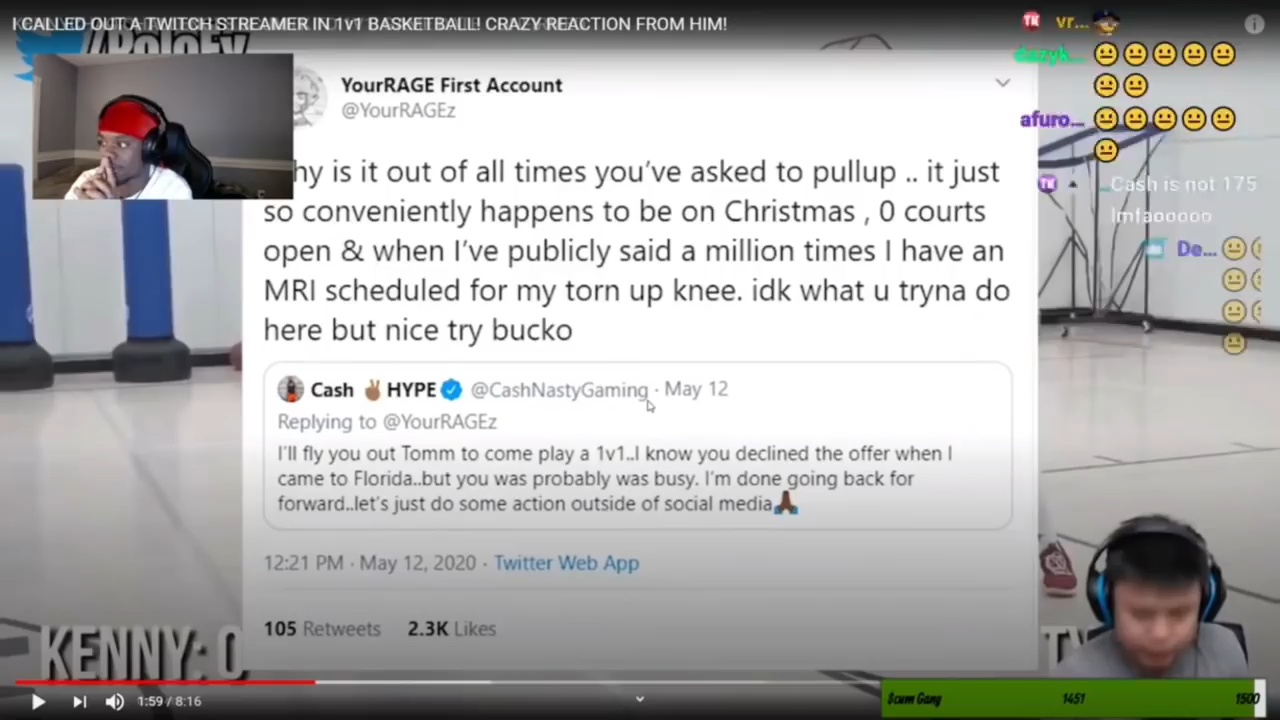 I CALLED OUT A TWITCH STREAMER IN 1v1 BASKETBALL! CRAZY REACTION FROM HIM!
YourRAGE First Account
@YourRAGEz
hy is it out of all times you've asked to pullup .. it just
so conveniently happens to be on Christmas , 0 courts
open & when I've publicly said a million times I have an
MRI scheduled for my torn up knee. idk what u tryna do
here but nice try bucko
Cash ✌🏾 HYPE @CashNastyGaming · May 12
Replying to @YourRAGEz
I'll fly you out Tomm to come play a 1v1..I know you declined the offer when I
came to Florida..but you was probably was busy. I'm done going back for
forward..let's just do some action outside of social media🙏🏾
12:21 PM · May 12, 2020 · Twitter Web App
105 Retweets 2.3K Likes
KENNY: 0
1:59 / 8:16
vr...
dazyk...
😐😐😐😐😐
😐😐
afuro... 😐😐😐😐😐
😐
Cash is not 175
lmfaooooo
De... 😐
Scum Gang 1451 1500